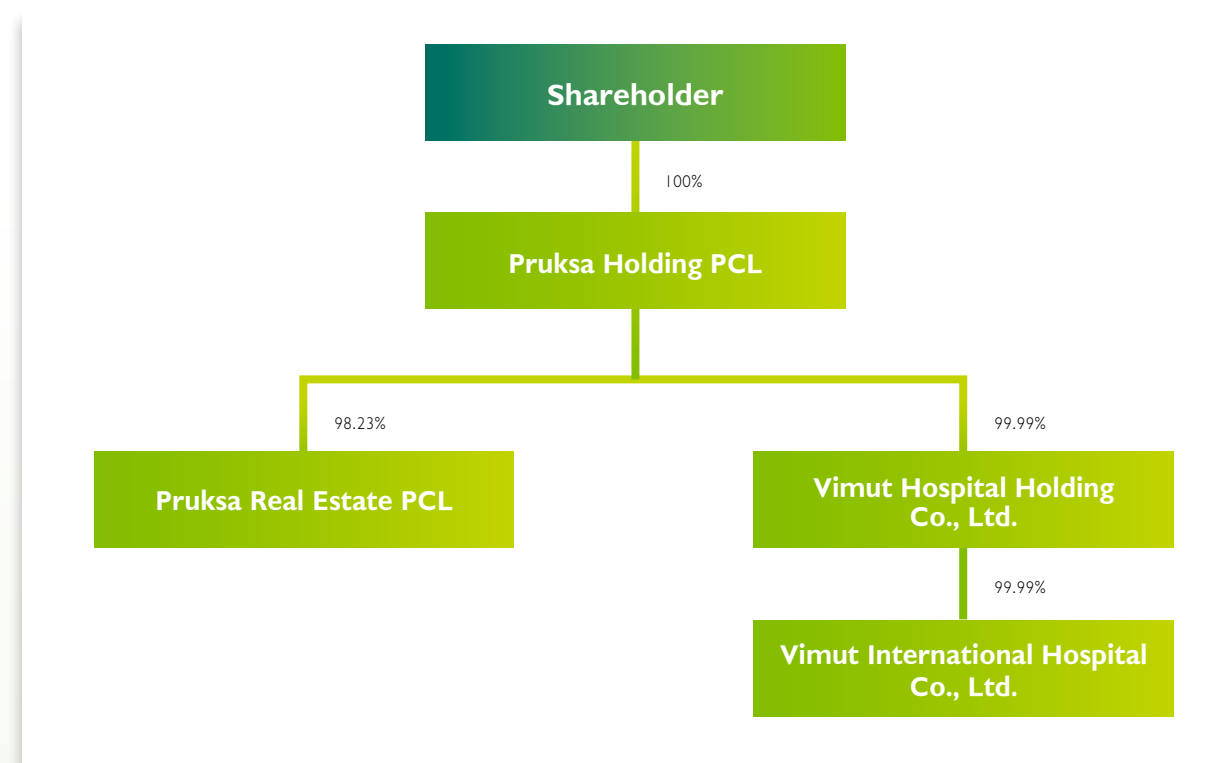 Shareholder
100%
Pruksa Holding PCL
98.23%
99.99%
Pruksa Real Estate PCL
Vimut Hospital Holding
Co., Ltd.
99.99%
Vimut International Hospital
Co., Ltd.